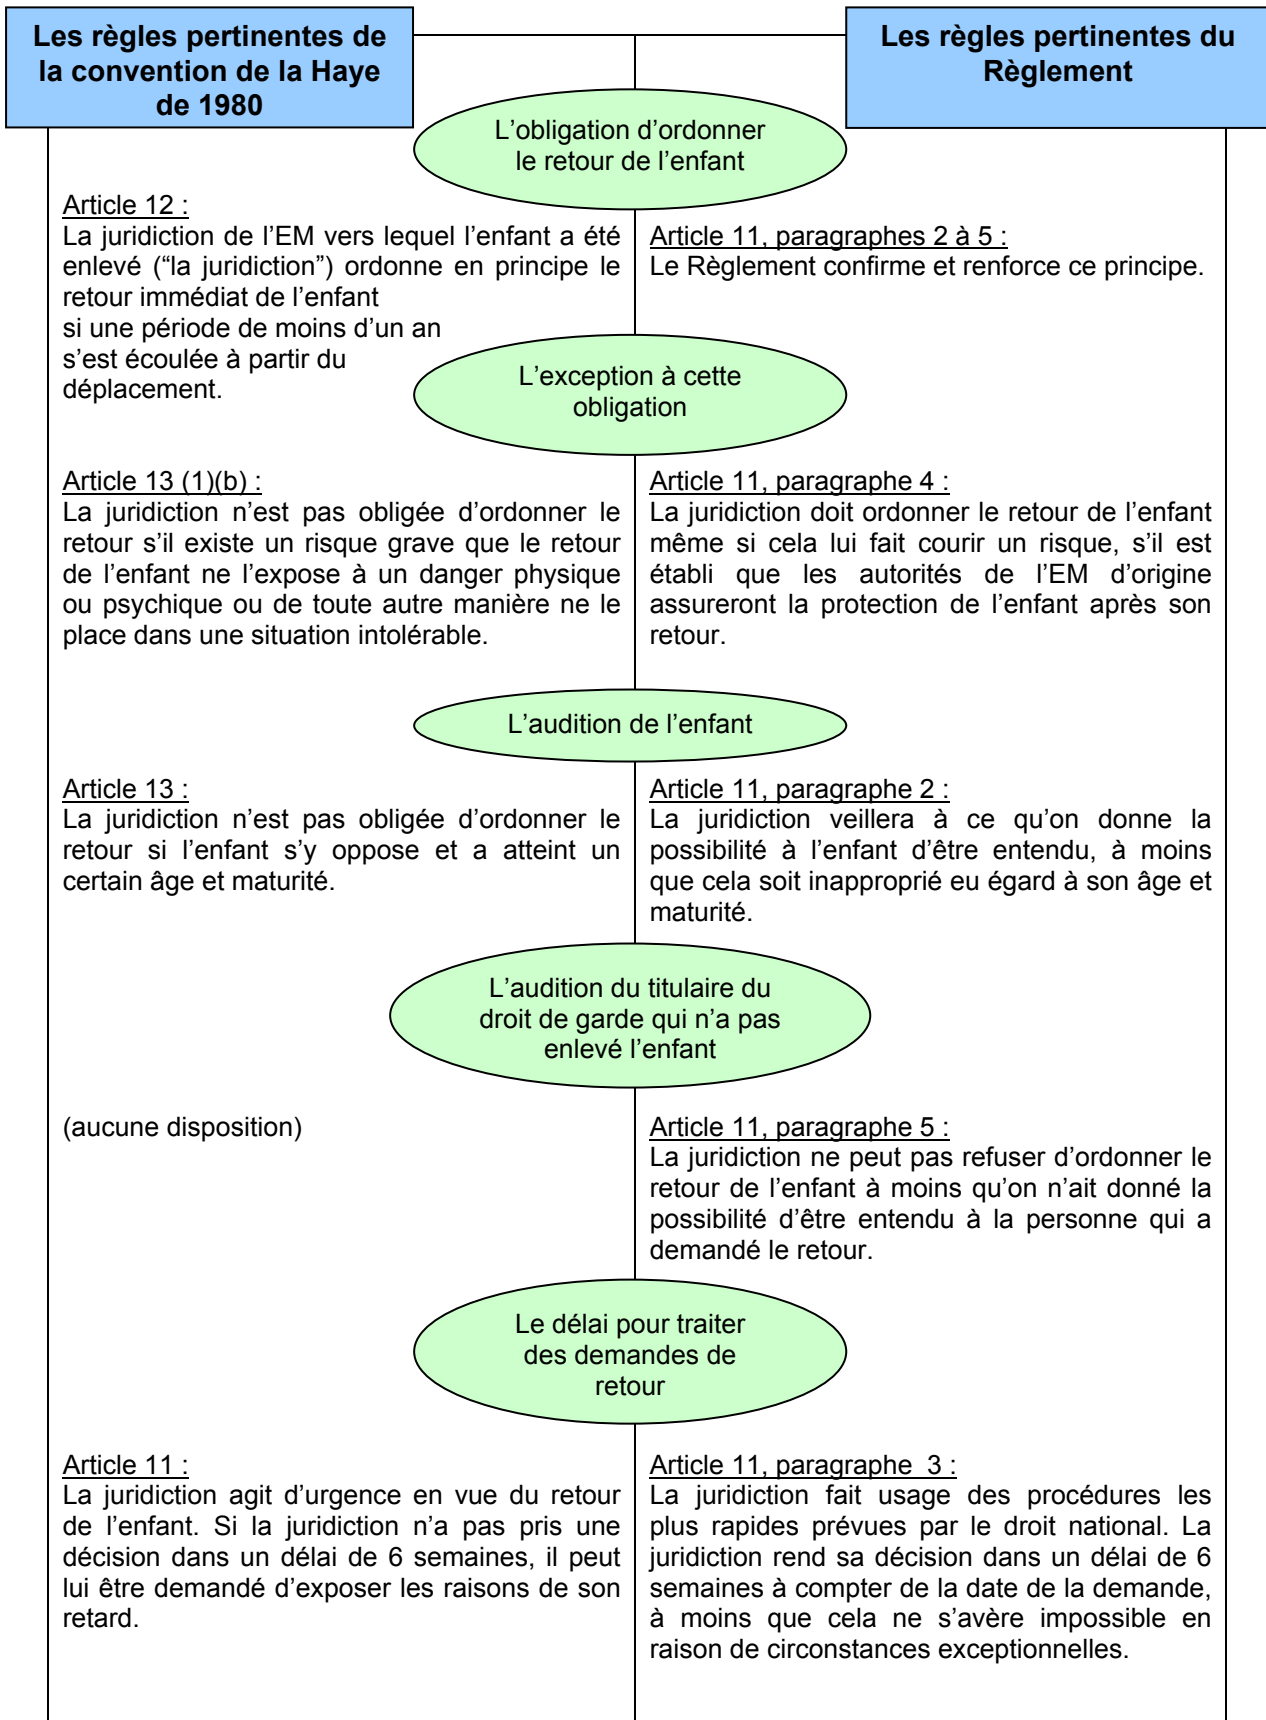 Les règles pertinentes de
la convention de la Haye
de 1980
Les règles pertinentes du
Règlement
L’obligation d’ordonner
le retour de l’enfant
Article 12 :
La juridiction de l’EM vers lequel l’enfant a été
enlevé (“la juridiction”) ordonne en principe le
retour immédiat de l’enfant
si une période de moins d’un an
s’est écoulée à partir du
déplacement.
Article 11, paragraphes 2 à 5 :
Le Règlement confirme et renforce ce principe.
L’exception à cette
obligation
Article 13 (1)(b) :
La juridiction n’est pas obligée d’ordonner le
retour s’il existe un risque grave que le retour
de l’enfant ne l’expose à un danger physique
ou psychique ou de toute autre manière ne le
place dans une situation intolérable.
Article 11, paragraphe 4 :
La juridiction doit ordonner le retour de l’enfant
même si cela lui fait courir un risque, s’il est
établi que les autorités de l’EM d’origine
assureront la protection de l’enfant après son
retour.
L’audition de l’enfant
Article 13 :
La juridiction n’est pas obligée d’ordonner le
retour si l’enfant s’y oppose et a atteint un
certain âge et maturité.
Article 11, paragraphe 2 :
La juridiction veillera à ce qu’on donne la
possibilité à l’enfant d’être entendu, à moins
que cela soit inapproprié eu égard à son âge et
maturité.
L’audition du titulaire du
droit de garde qui n’a pas
enlevé l’enfant
(aucune disposition)
Article 11, paragraphe 5 :
La juridiction ne peut pas refuser d’ordonner le
retour de l’enfant à moins qu’on n’ait donné la
possibilité d’être entendu à la personne qui a
demandé le retour.
Le délai pour traiter
des demandes de
retour
Article 11 :
La juridiction agit d’urgence en vue du retour
de l’enfant. Si la juridiction n’a pas pris une
décision dans un délai de 6 semaines, il peut
lui être demandé d’exposer les raisons de son
retard.
Article 11, paragraphe  3 :
La juridiction fait usage des procédures les
plus rapides prévues par le droit national. La
juridiction rend sa décision dans un délai de 6
semaines à compter de la date de la demande,
à moins que cela ne s’avère impossible en
raison de circonstances exceptionnelles.